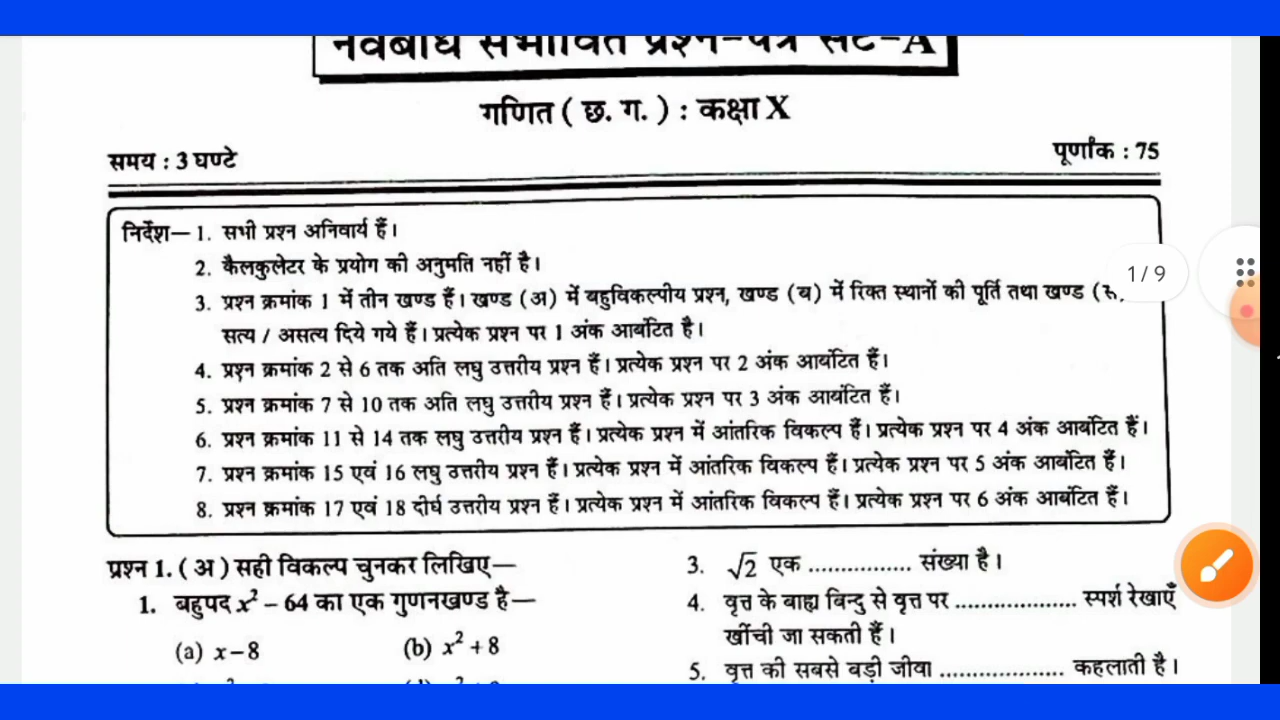 नवबोध संभावित प्रश्न-पत्र सेट-A
गणित ( छ. ग. ) : कक्षा X
समय : 3 घण्टे
पूर्णांक : 75
निर्देश— 1. सभी प्रश्न अनिवार्य हैं।
2. कैलकुलेटर के प्रयोग की अनुमति नहीं है।
3. प्रश्न क्रमांक 1 में तीन खण्ड हैं। खण्ड (अ) में बहुविकल्पीय प्रश्न, खण्ड (ब) में रिक्त स्थानों की पूर्ति तथा खण्ड (स)
सत्य / असत्य दिये गये हैं। प्रत्येक प्रश्न पर 1 अंक आबंटित है।
4. प्रश्न क्रमांक 2 से 6 तक अति लघु उत्तरीय प्रश्न हैं। प्रत्येक प्रश्न पर 2 अंक आबंटित हैं।
5. प्रश्न क्रमांक 7 से 10 तक अति लघु उत्तरीय प्रश्न हैं। प्रत्येक प्रश्न पर 3 अंक आबंटित हैं।
6. प्रश्न क्रमांक 11 से 14 तक लघु उत्तरीय प्रश्न हैं। प्रत्येक प्रश्न में आंतरिक विकल्प हैं। प्रत्येक प्रश्न पर 4 अंक आबंटित हैं।
7. प्रश्न क्रमांक 15 एवं 16 लघु उत्तरीय प्रश्न हैं। प्रत्येक प्रश्न में आंतरिक विकल्प हैं। प्रत्येक प्रश्न पर 5 अंक आबंटित हैं।
8. प्रश्न क्रमांक 17 एवं 18 दीर्घ उत्तरीय प्रश्न हैं। प्रत्येक प्रश्न में आंतरिक विकल्प हैं। प्रत्येक प्रश्न पर 6 अंक आबंटित हैं।
1 / 9
प्रश्न 1. ( अ ) सही विकल्प चुनकर लिखिए—
1. बहुपद x² – 64 का एक गुणनखण्ड है—
(a) x – 8 (b) x² + 8
3. √2 एक ................ संख्या है।
4. वृत्त के बाह्य बिन्दु से वृत्त पर ................... स्पर्श रेखाएँ
खींची जा सकती हैं।
5. वृत्त की सबसे बड़ी जीवा ................... कहलाती है।